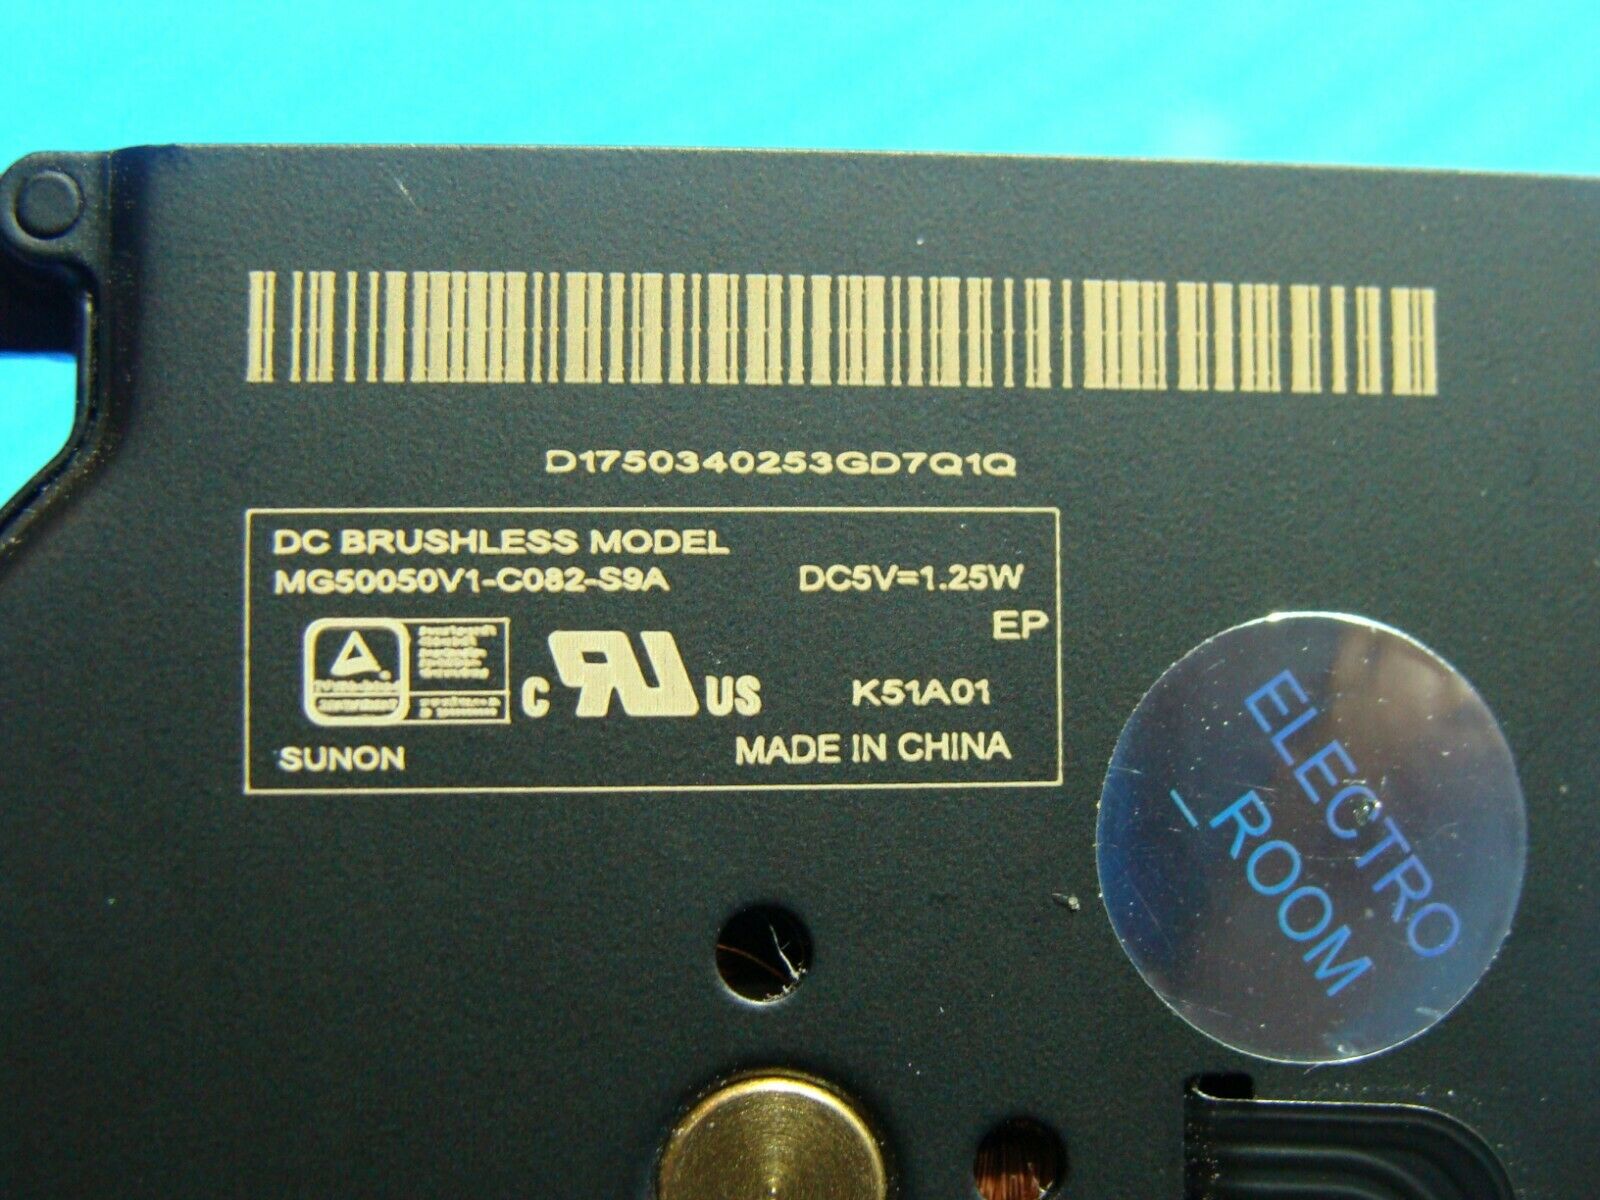 D1750340253GD7Q1Q
DC BRUSHLESS MODEL
MG50050V1-C082-S9A DC5V=1.25W
EP
C US K51A01
SUNON MADE IN CHINA
ELECTRO
_ROOM